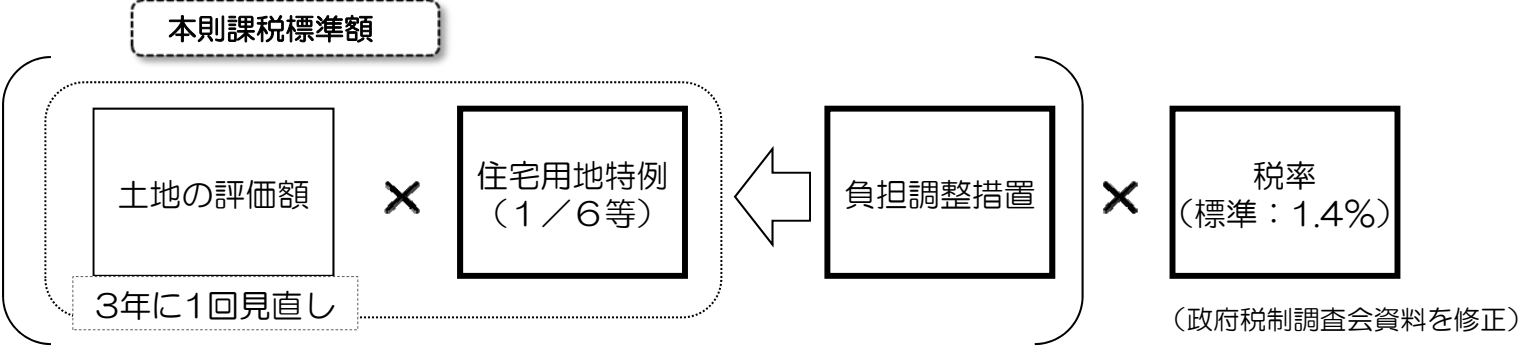 本則課税標準額
土地の評価額
×
住宅用地特例
（１／６等）
負担調整措置
×
税率
（標準：1.4％）
３年に1回見直し
（政府税制調査会資料を修正）